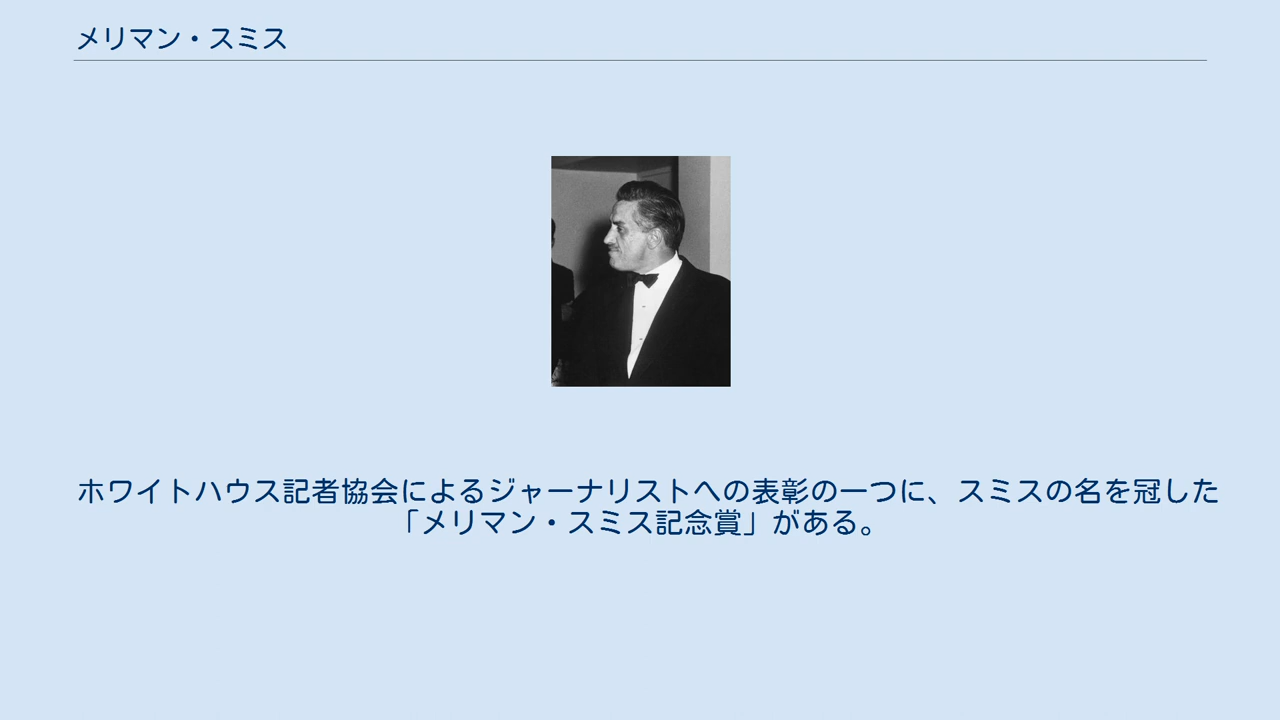 メリマン・スミス
ホワイトハウス記者協会によるジャーナリストへの表彰の一つに、スミスの名を冠した
「メリマン・スミス記念賞」がある。